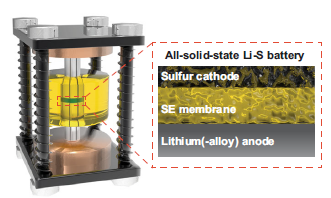 All-solid-state Li-S battery
Sulfur cathode
SE membrane
Lithium(-alloy) anode